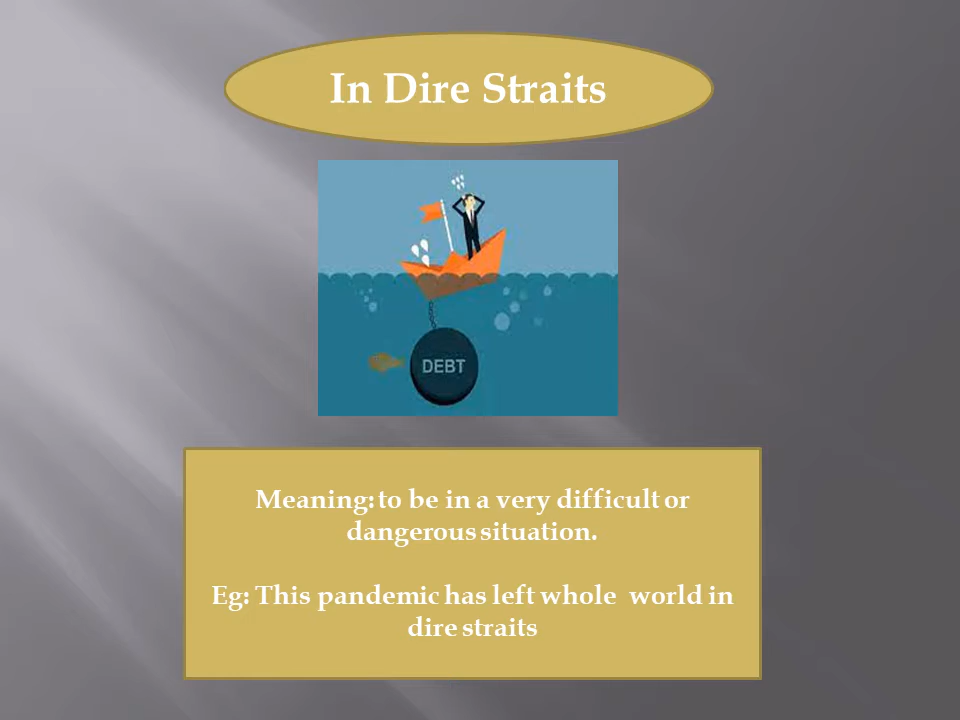 In Dire Straits
DEBT
Meaning: to be in a very difficult or
dangerous situation.
Eg: This pandemic has left whole world in
dire straits